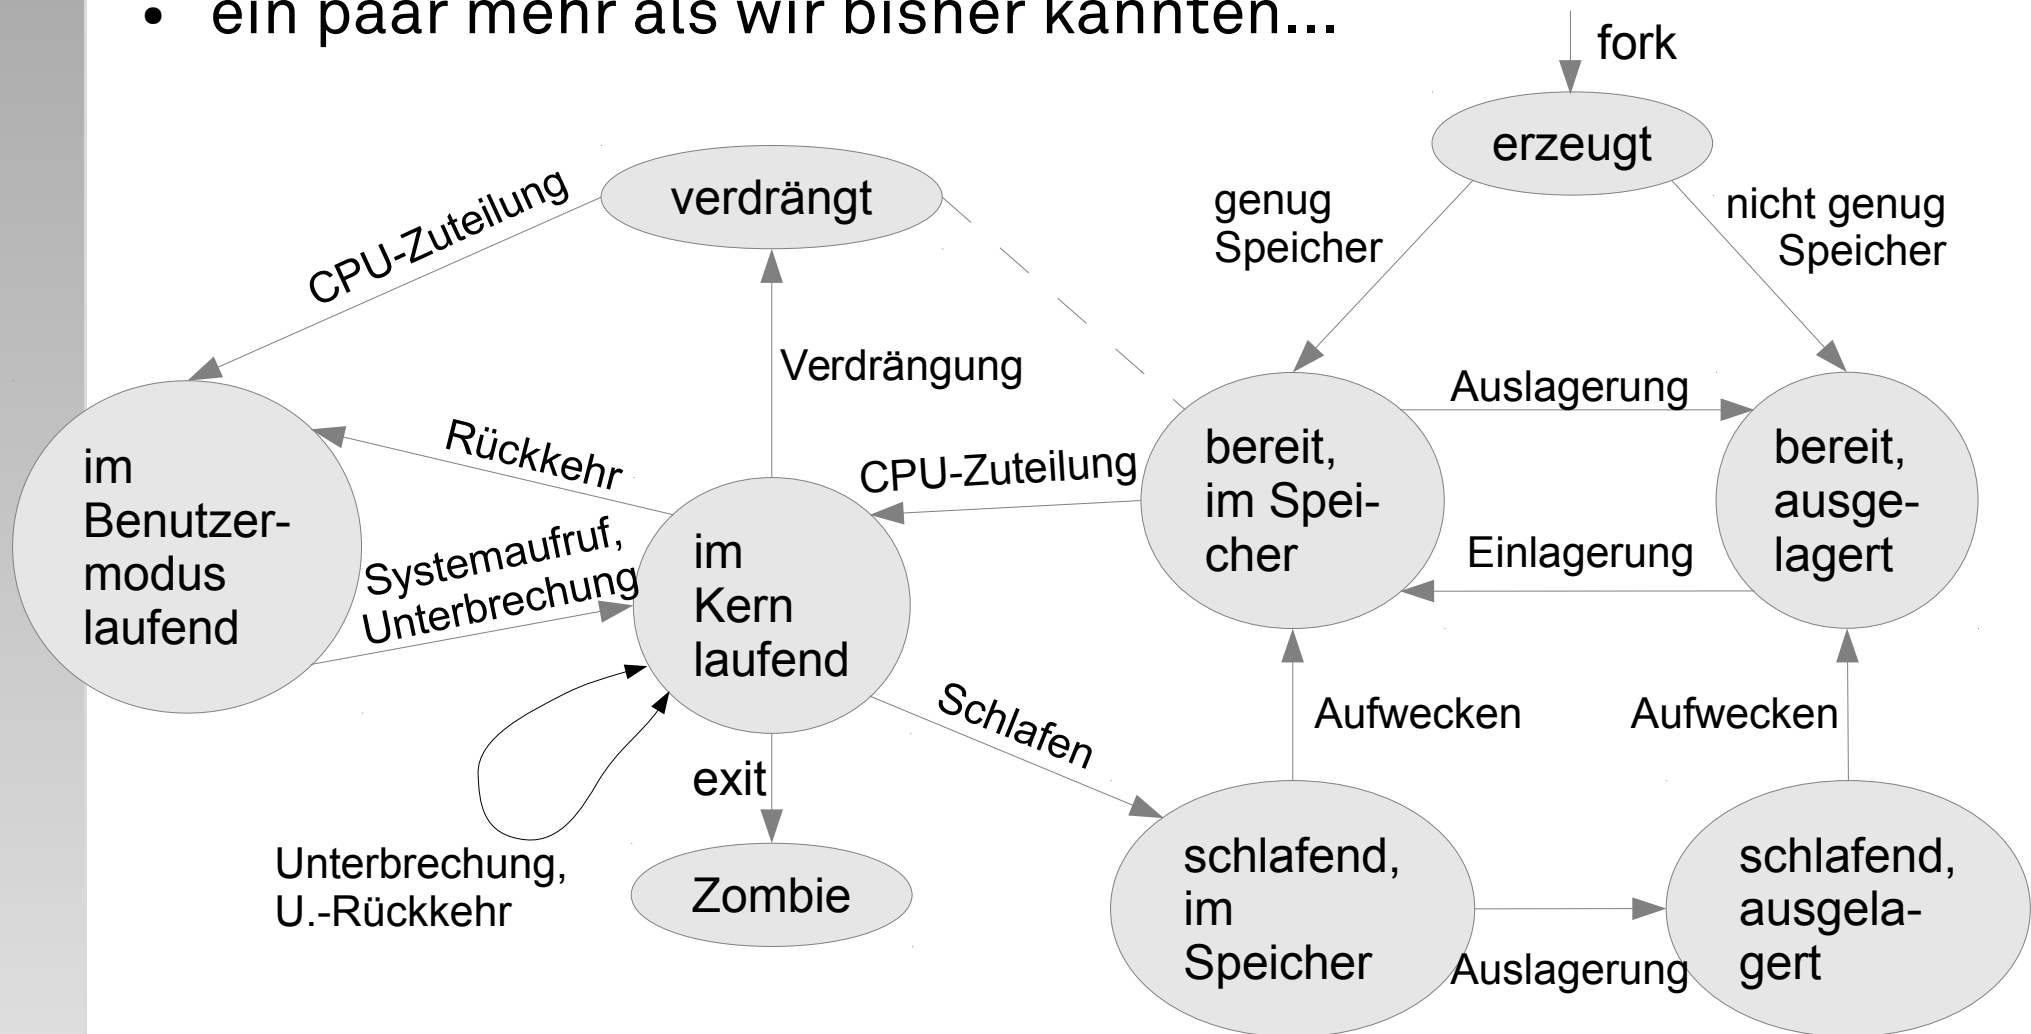 • ein paar mehr als wir bisher kannten...
fork
erzeugt
verdrängt
CPU-Zuteilung
genug
Speicher
nicht genug
Speicher
Verdrängung
Auslagerung
Rückkehr
CPU-Zuteilung
im
Benutzer-
modus
laufend
Systemaufruf,
Unterbrechung
im
Kern
laufend
bereit,
im Spei-
cher
Einlagerung
bereit,
ausge-
lagert
Schlafen
Aufwecken
Aufwecken
exit
Unterbrechung,
U.-Rückkehr
Zombie
schlafend,
im
Speicher
Auslagerung
schlafend,
ausgela-
gert